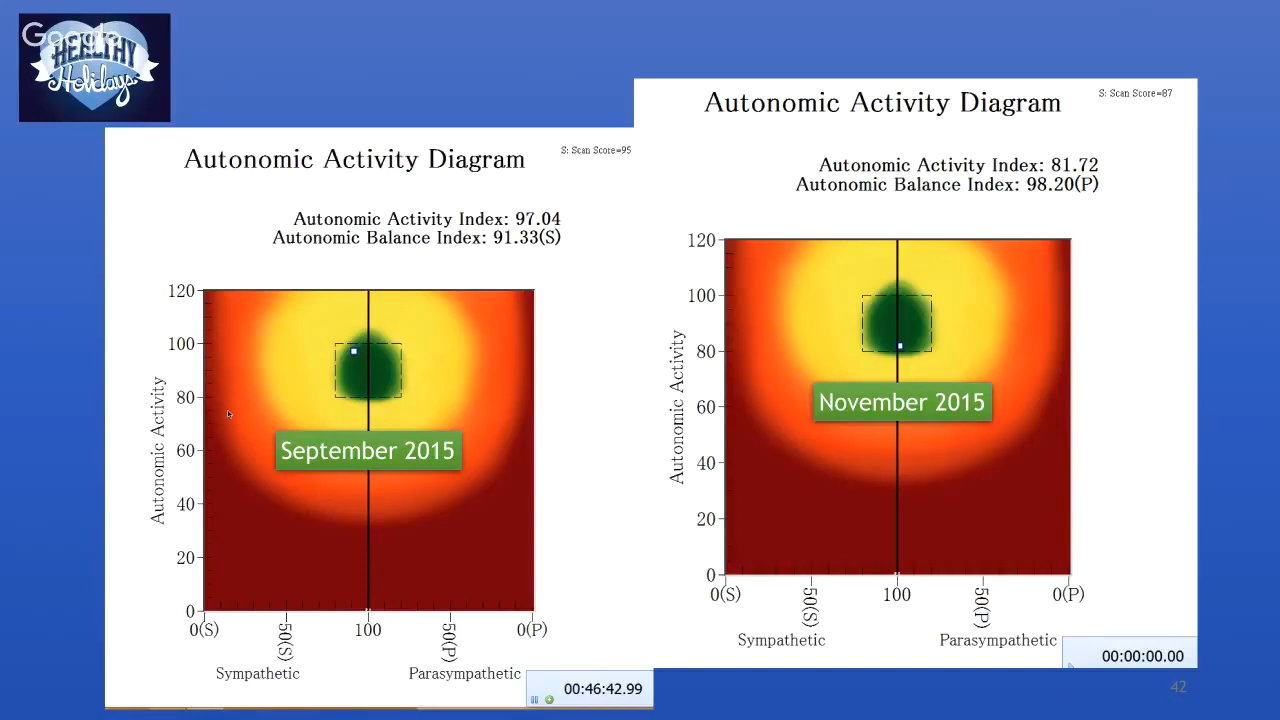 Google
HEALTHY
Holidays
Autonomic Activity Diagram
S: Scan Score=95
Autonomic Activity Index: 97.04
Autonomic Balance Index: 91.33(S)
Autonomic Activity
120
100
80
60
40
20
0
September 2015
0(S)
50(S)
100
50(P)
0(P)
Sympathetic
Parasympathetic
00:46:42.99
Autonomic Activity Diagram
S: Scan Score=87
Autonomic Activity Index: 81.72
Autonomic Balance Index: 98.20(P)
Autonomic Activity
120
100
80
60
40
20
0
November 2015
0(S)
50(S)
100
50(P)
0(P)
Sympathetic
Parasympathetic
00:00:00.00
42